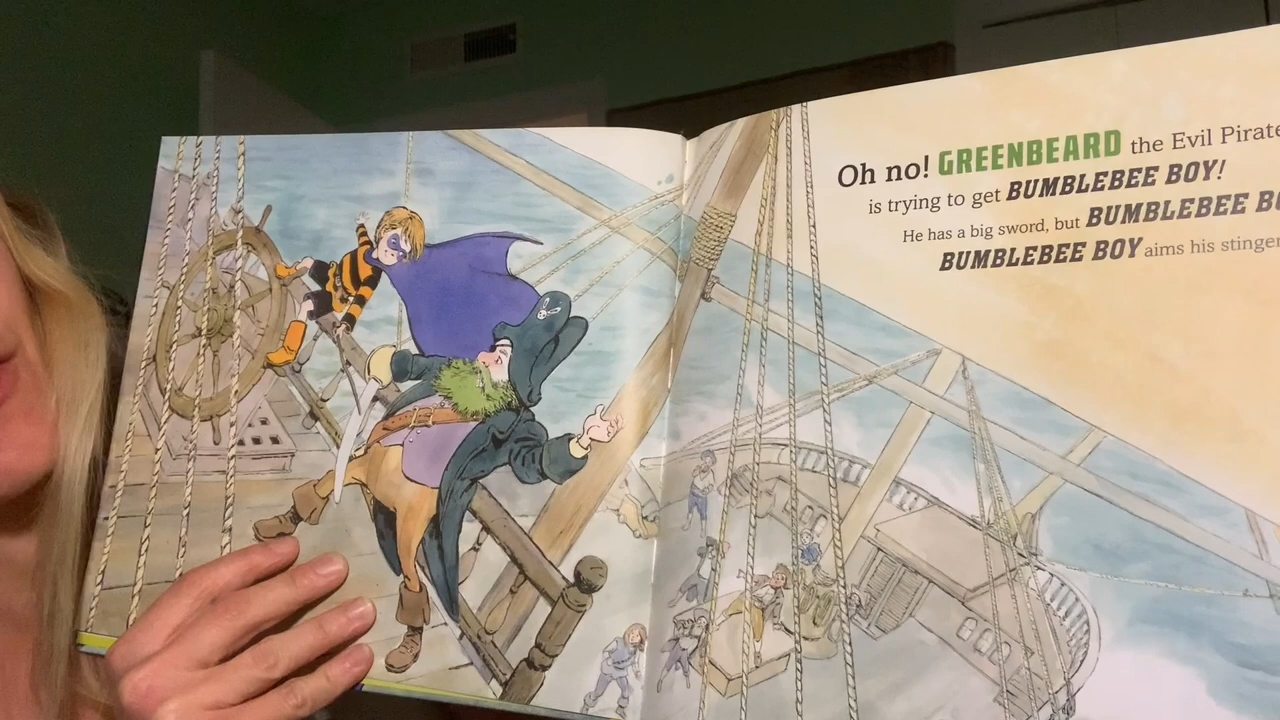 Oh no! GREENBEARD the Evil Pirate
is trying to get BUMBLEBEE BOY!
He has a big sword, but BUMBLEBEE
BUMBLEBEE BOY aims his stinger